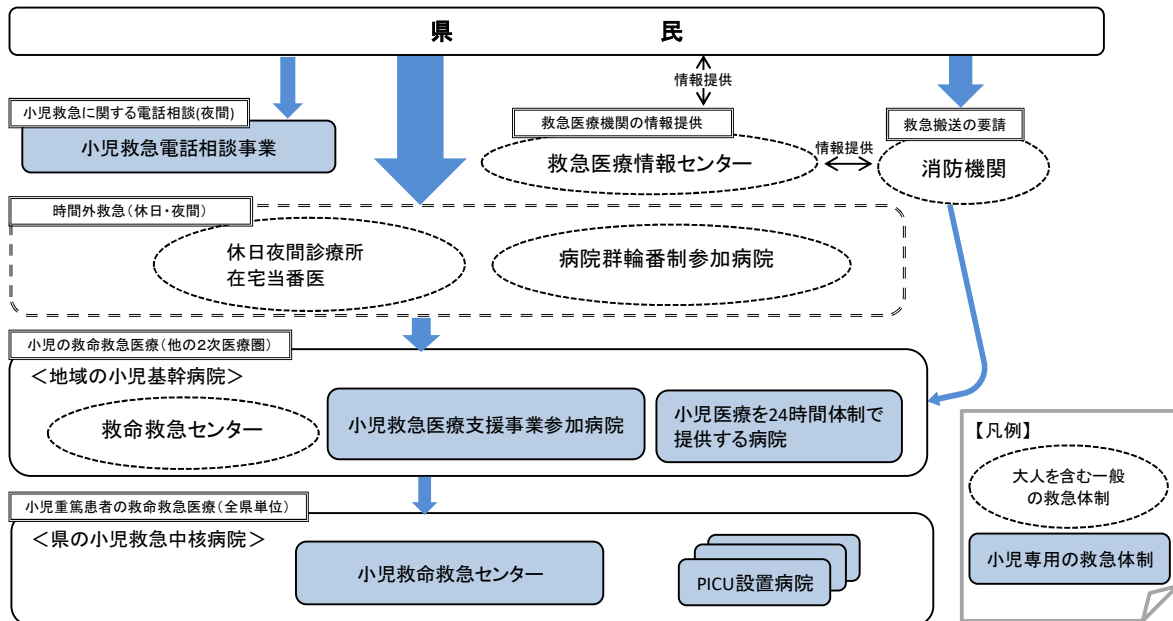 県　民
情報提供
小児救急に関する電話相談(夜間)
小児救急電話相談事業
救急医療機関の情報提供
救急医療情報センター
情報提供
救急搬送の要請
消防機関
時間外救急(休日・夜間)
休日夜間診療所
在宅当番医
病院群輪番制参加病院
小児の救命救急医療(他の2次医療圏)
＜地域の小児基幹病院＞
救命救急センター
小児救急医療支援事業参加病院
小児医療を24時間体制で
提供する病院
小児重篤患者の救命救急医療(全県単位)
＜県の小児救急中核病院＞
小児救命救急センター
PICU設置病院
【凡例】
大人を含む一般
の救急体制
小児専用の救急体制